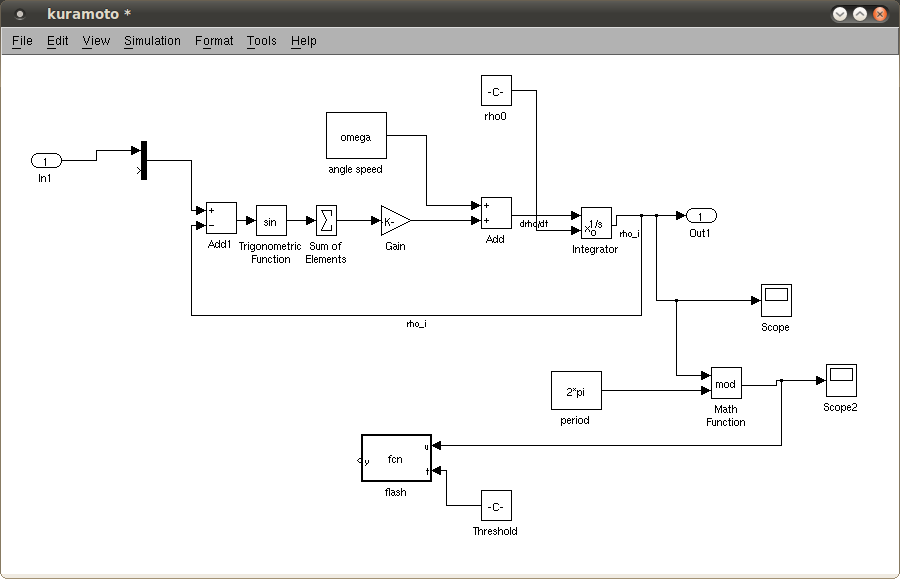 kuramoto *
File Edit View Simulation Format Tools Help
-C-
rho0
omega
angle speed
1
In1
+
−
Add1
sin
Trigonometric
Function
Σ
Sum of
Elements
-K-
Gain
+
+
Add
drho/dt
1/s
xo
Integrator
rho_i
1
Out1
rho_i
Scope
2*pi
period
mod
Math
Function
Scope2
u
fcn
y
t
flash
-C-
Threshold